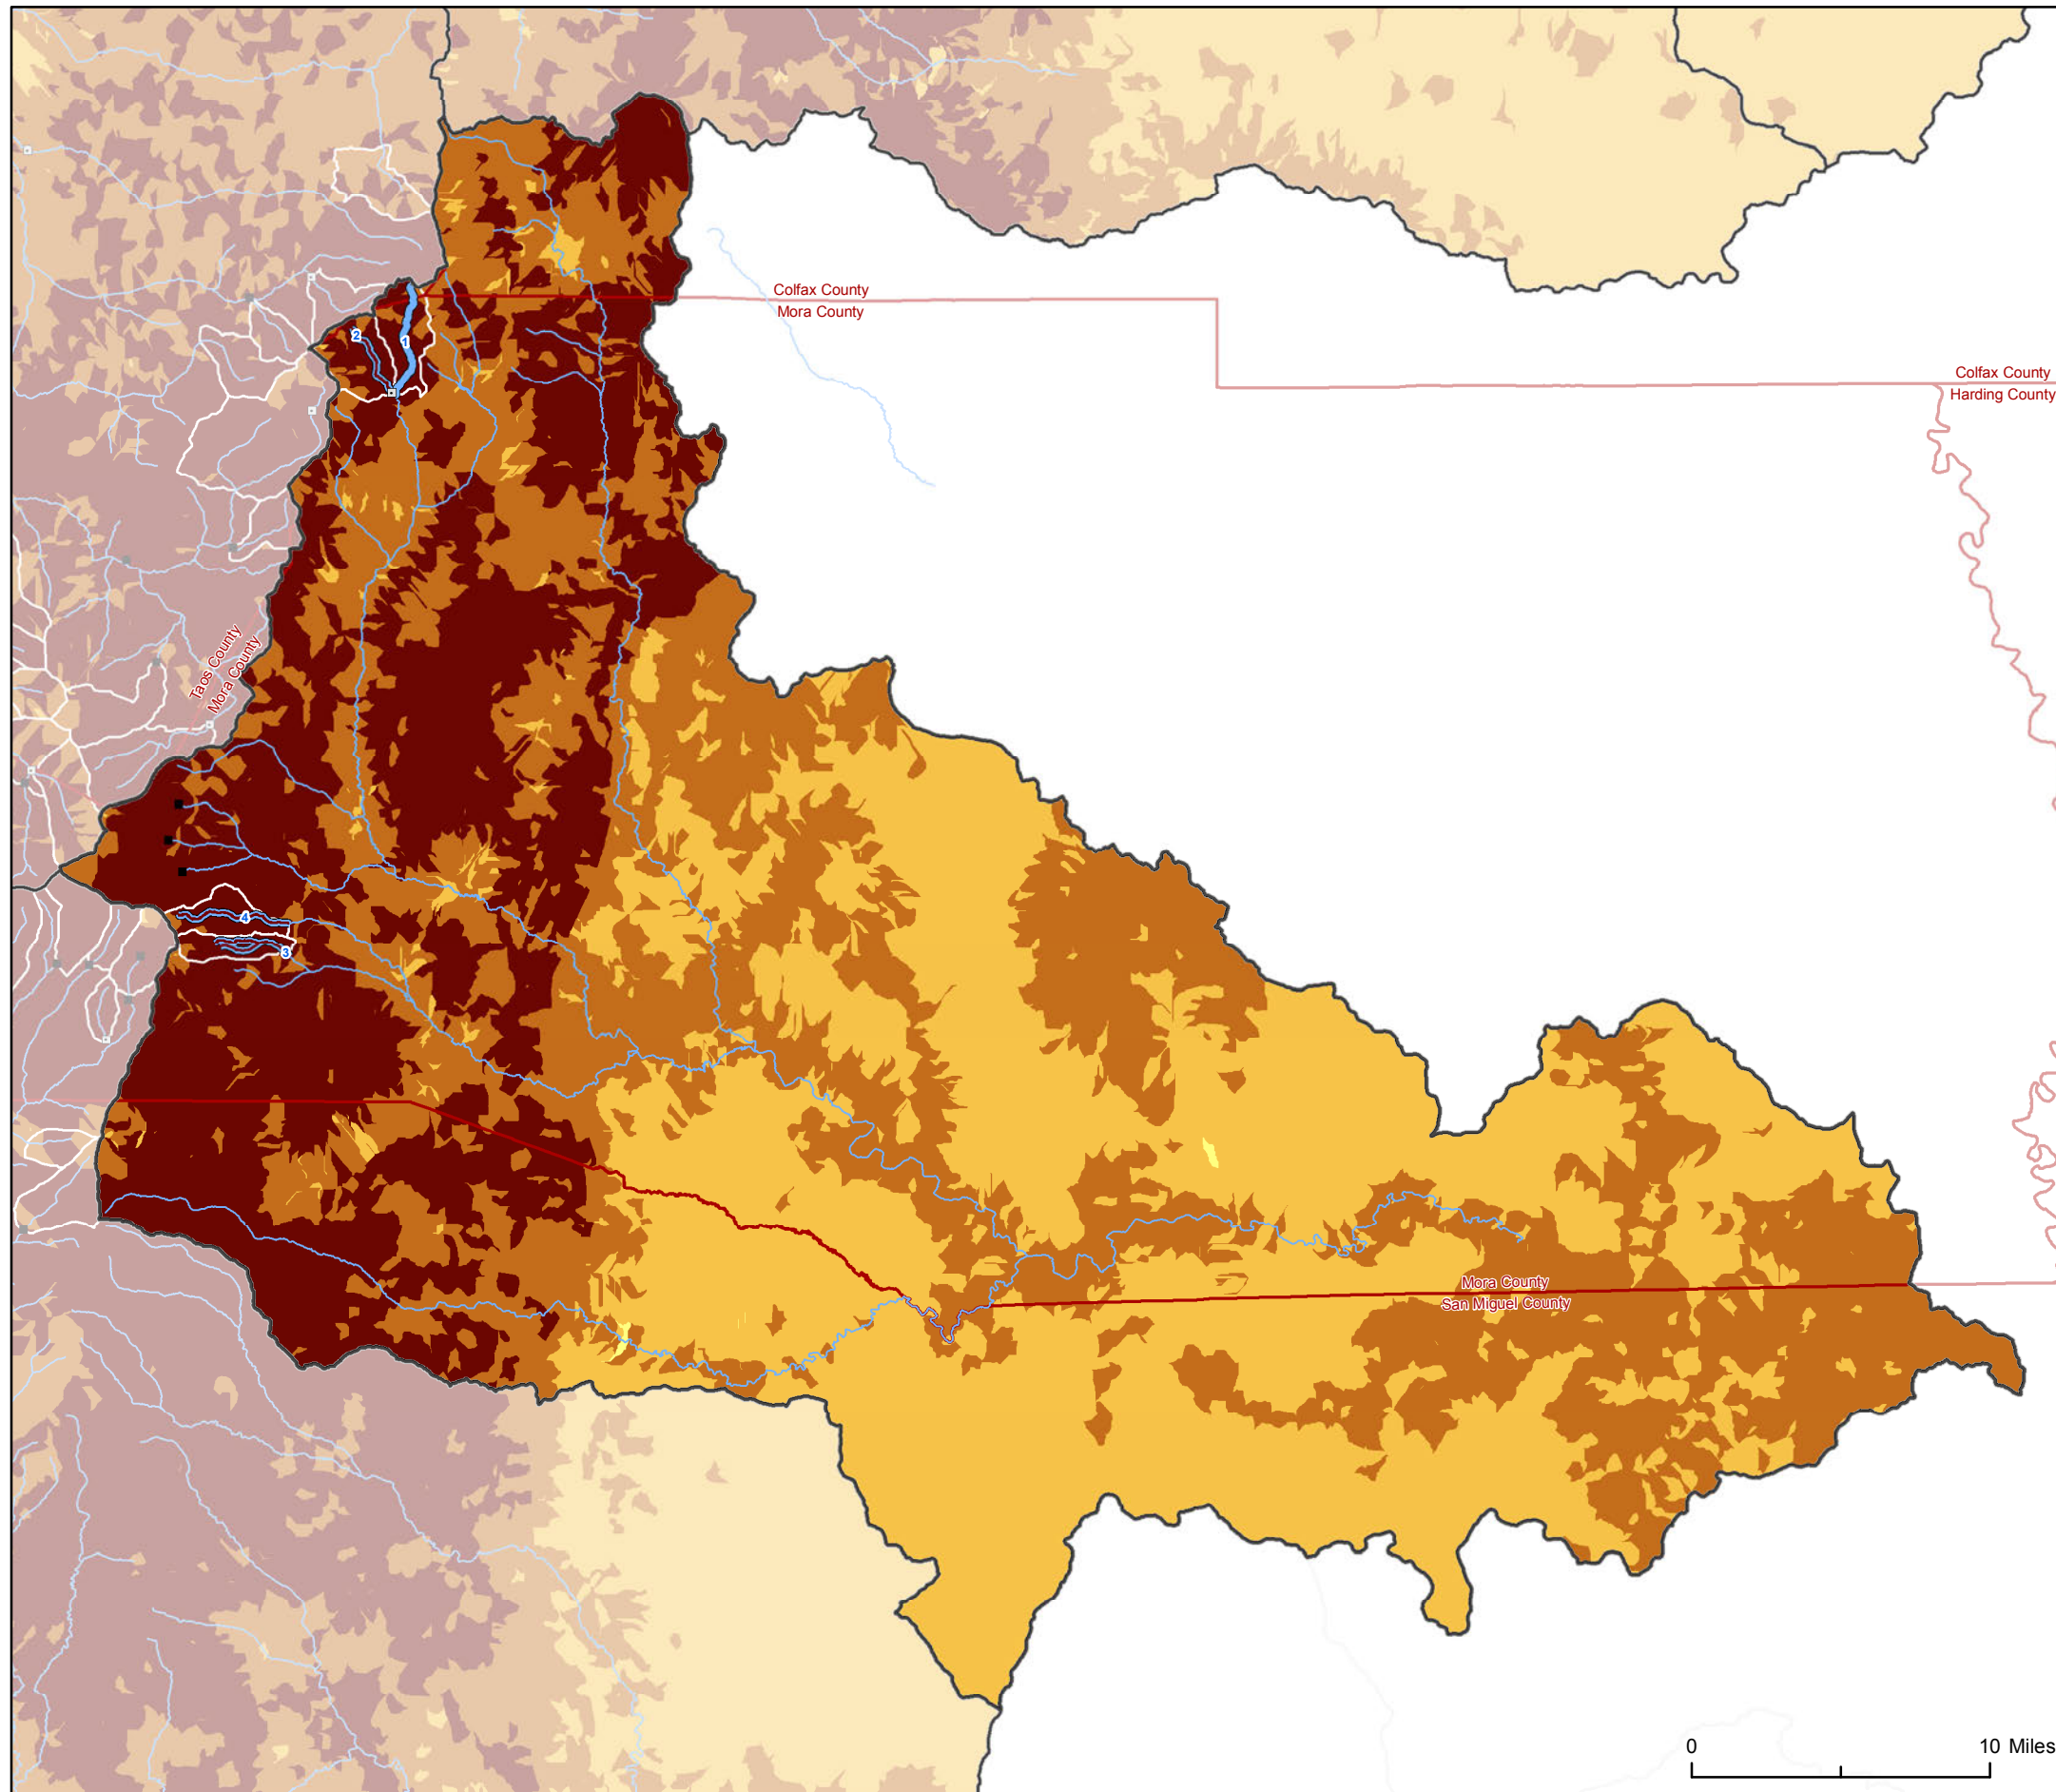 Colfax County
Mora County
2
1
Colfax County
Harding County
Taos County
Mora County
4
3
Mora County
San Miguel County
0
10 Miles